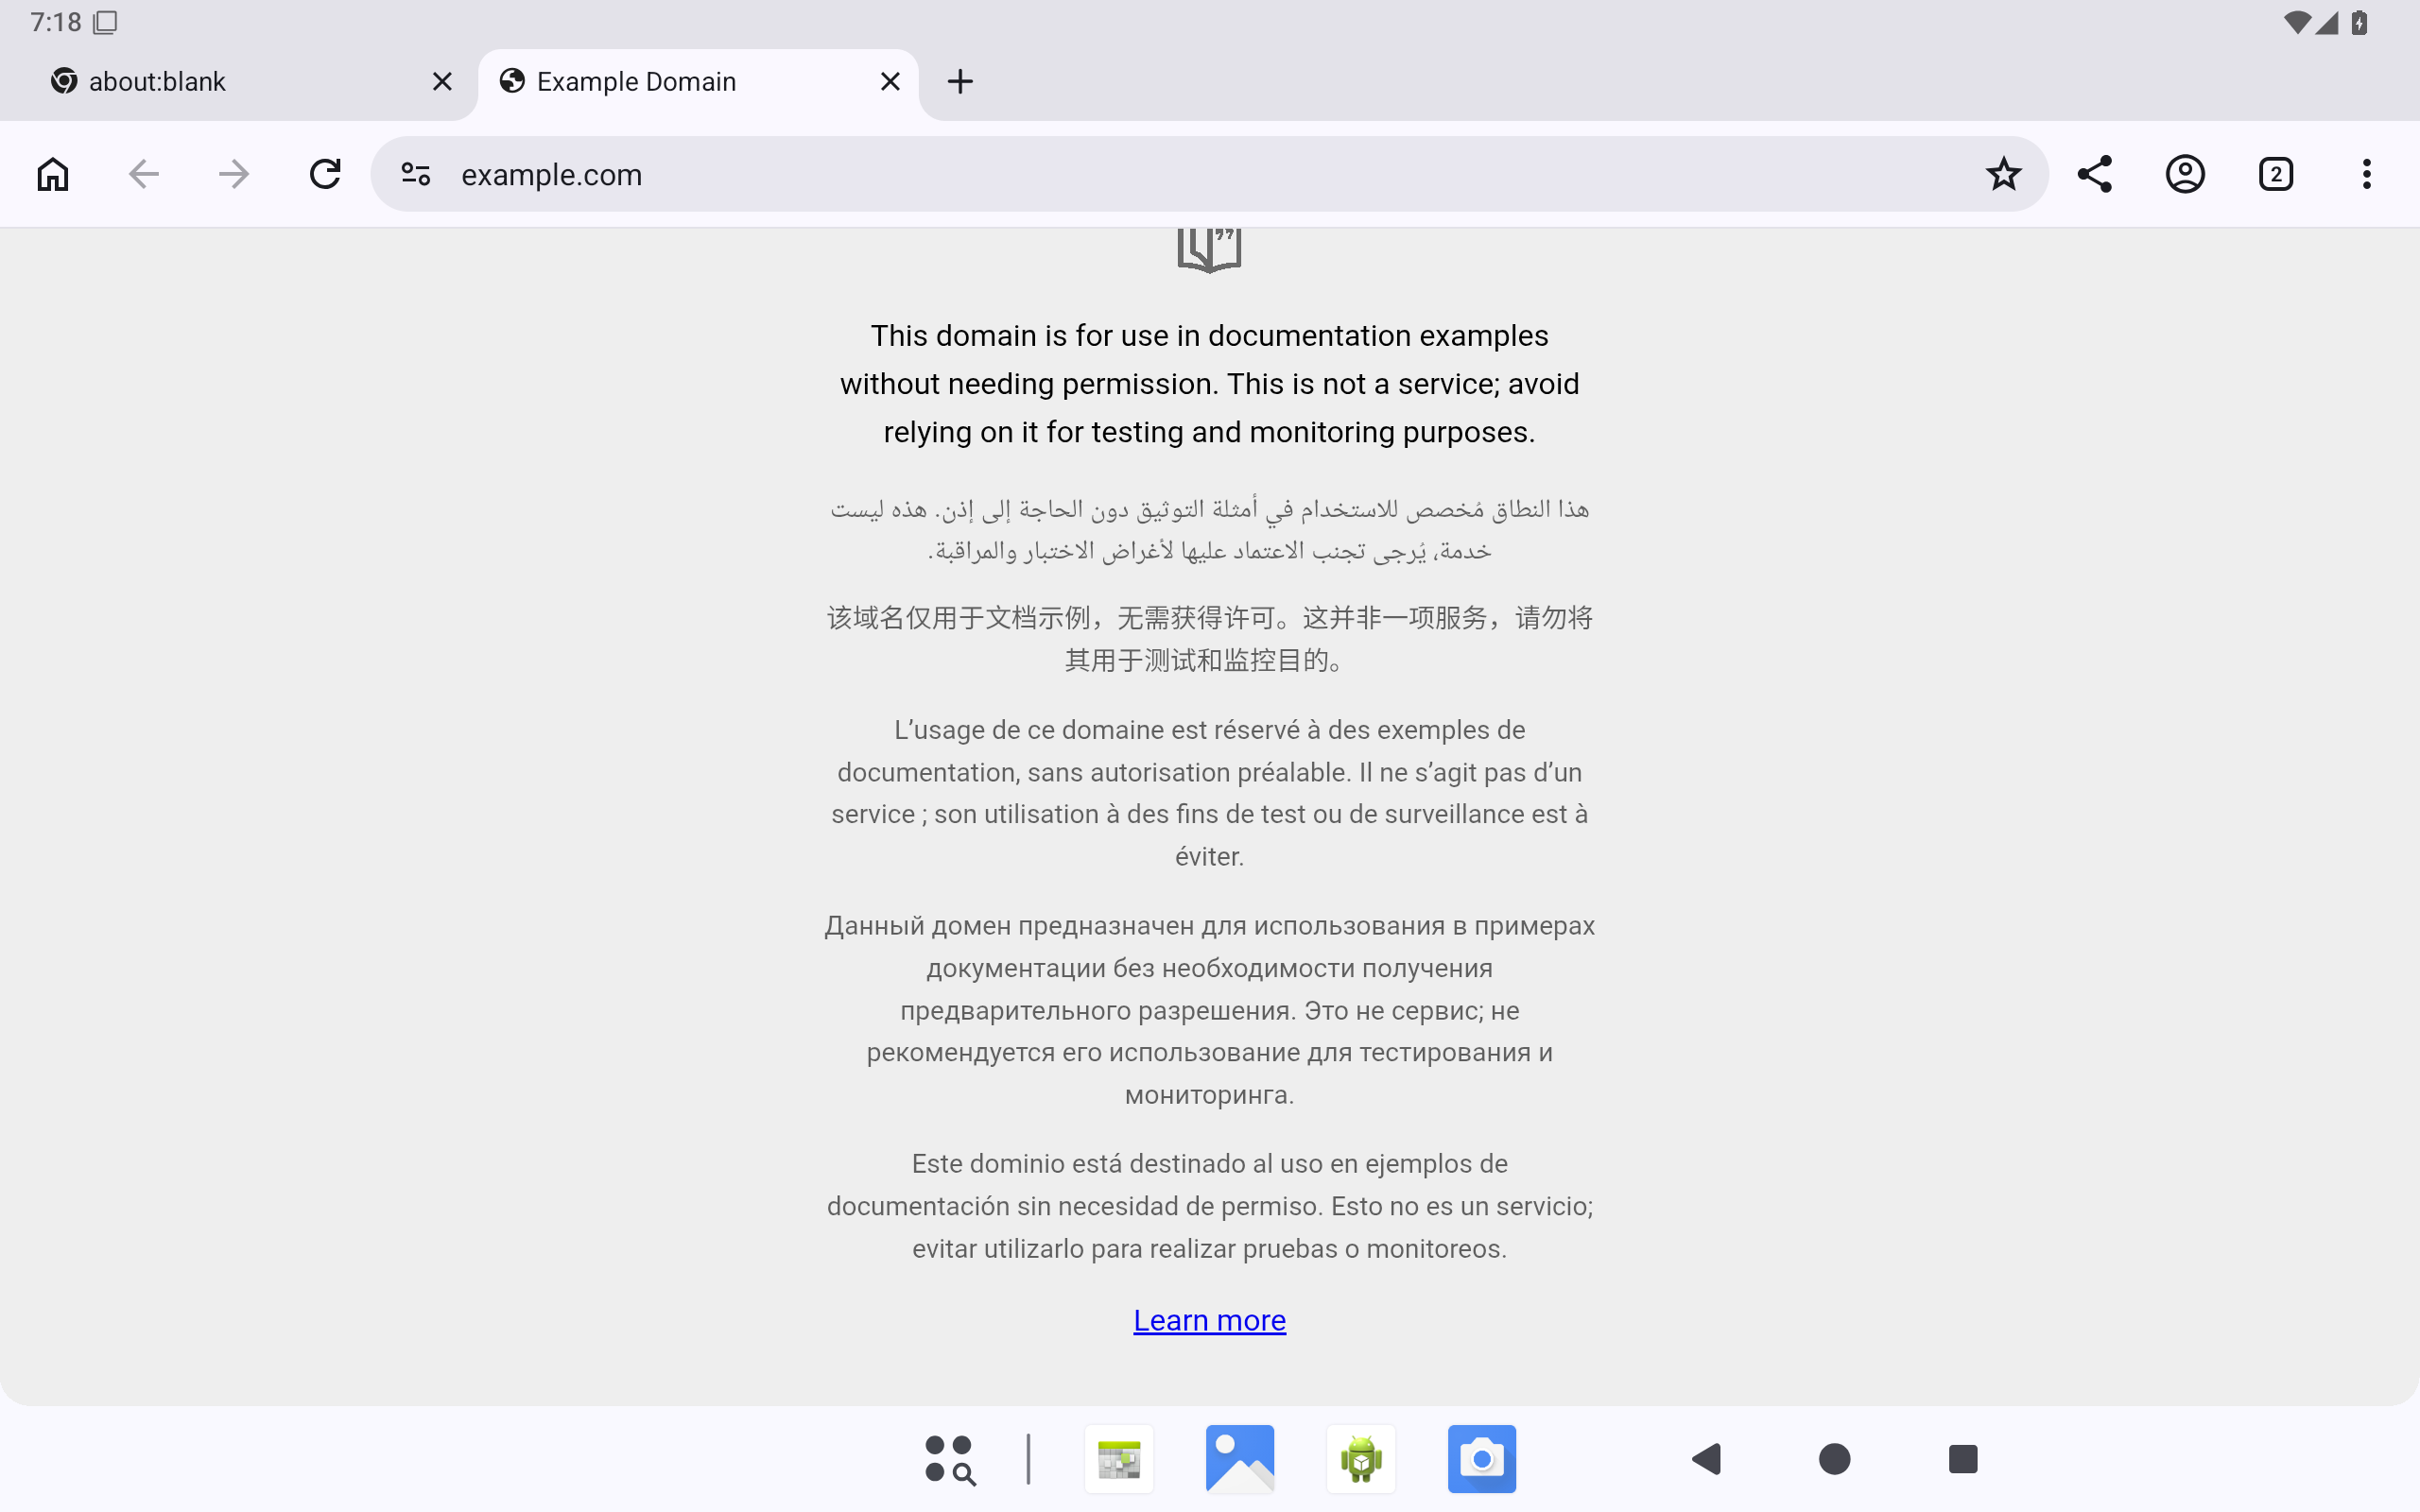 7:18
about:blank
Example Domain
example.com
2
This domain is for use in documentation examples
without needing permission. This is not a service; avoid
relying on it for testing and monitoring purposes.
هذا النطاق مُخصص للاستخدام في أمثلة التوثيق دون الحاجة إلى إذن. هذه ليست
خدمة، يُرجى تجنب الاعتماد عليها لأغراض الاختبار والمراقبة.
该域名仅用于文档示例，无需获得许可。这并非一项服务，请勿将
其用于测试和监控目的。
L’usage de ce domaine est réservé à des exemples de
documentation, sans autorisation préalable. Il ne s’agit pas d’un
service ; son utilisation à des fins de test ou de surveillance est à
éviter.
Данный домен предназначен для использования в примерах
документации без необходимости получения
предварительного разрешения. Это не сервис; не
рекомендуется его использование для тестирования и
мониторинга.
Este dominio está destinado al uso en ejemplos de
documentación sin necesidad de permiso. Esto no es un servicio;
evitar utilizarlo para realizar pruebas o monitoreos.
Learn more